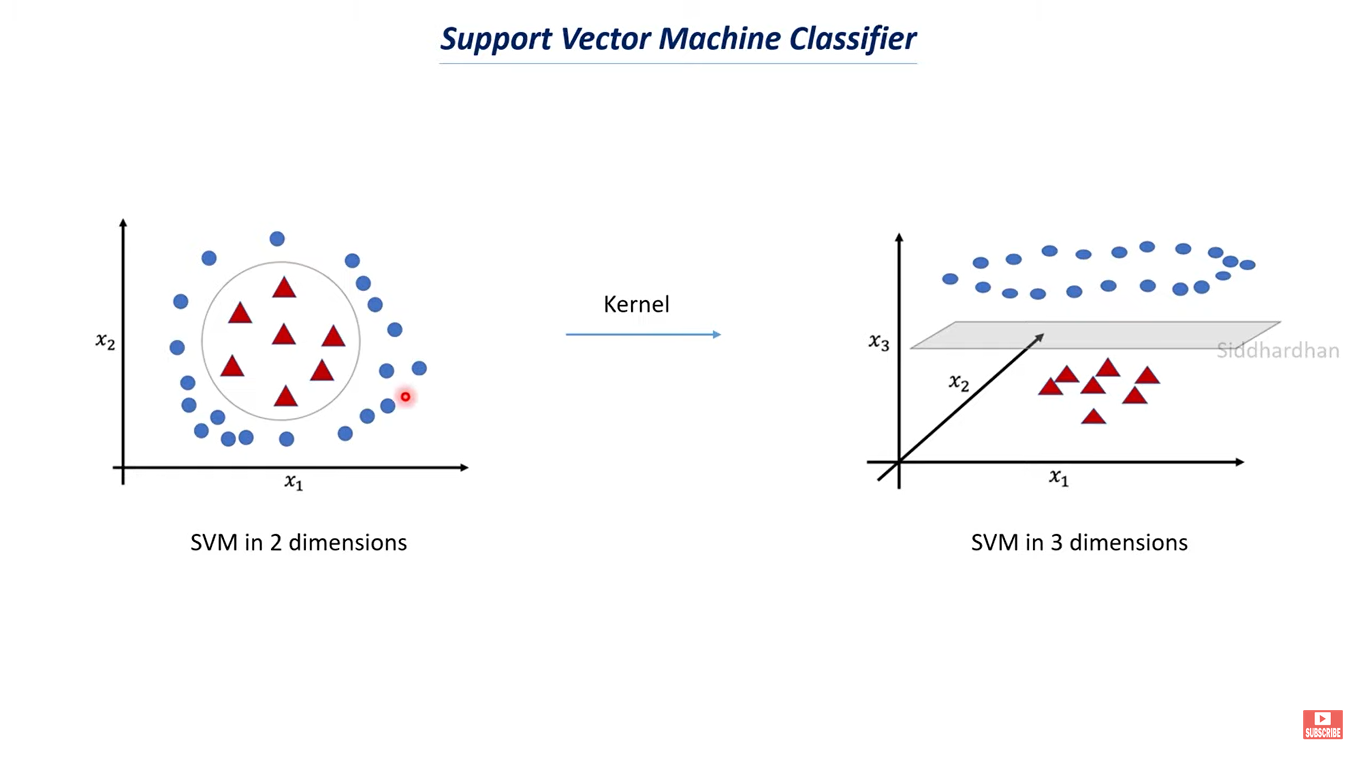 Support Vector Machine Classifier
x₂
x₁
SVM in 2 dimensions
Kernel
x₃
x₂
x₁
Siddhardhan
SVM in 3 dimensions
SUBSCRIBE